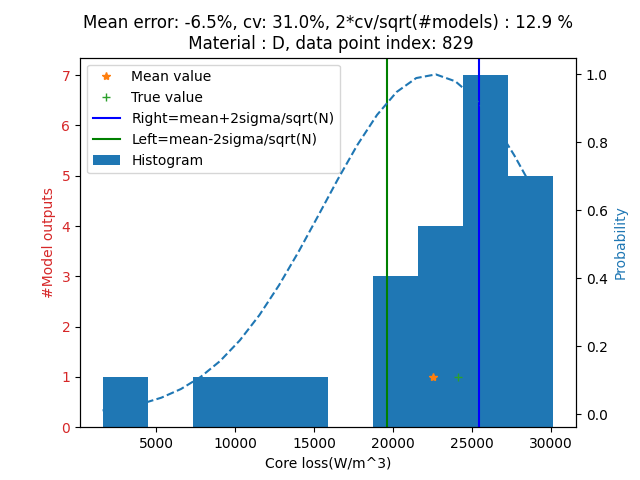 Mean error: -6.5%, cv: 31.0%, 2*cv/sqrt(#models) : 12.9 %
Material : D, data point index: 829
Mean value
True value
Right=mean+2sigma/sqrt(N)
Left=mean-2sigma/sqrt(N)
Histogram
7
6
5
4
3
2
1
0
#Model outputs
1.0
0.8
0.6
0.4
0.2
0.0
Probability
5000 10000 15000 20000 25000 30000
Core loss(W/m^3)